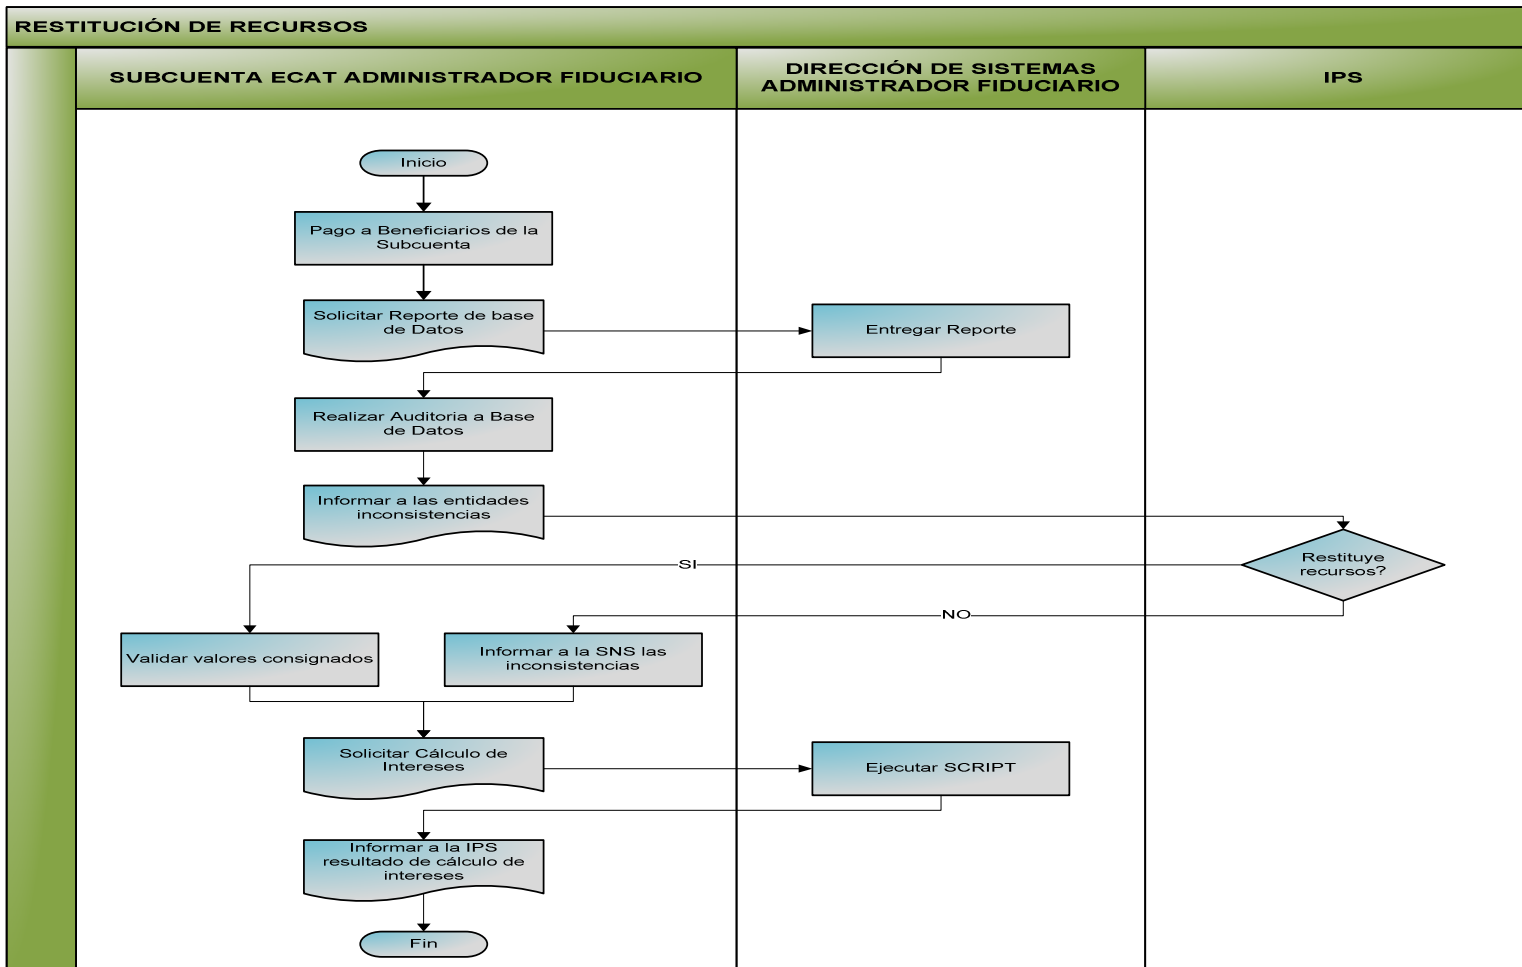 RESTITUCIÓN DE RECURSOS
SUBCUENTA ECAT ADMINISTRADOR FIDUCIARIO
DIRECCIÓN DE SISTEMAS
ADMINISTRADOR FIDUCIARIO
IPS
Inicio
Pago a Beneficiarios de la
Subcuenta
Solicitar Reporte de base
de Datos
Entregar Reporte
Realizar Auditoria a Base
de Datos
Informar a las entidades
inconsistencias
Restituye
recursos?
SI
NO
Validar valores consignados
Informar a la SNS las
inconsistencias
Solicitar Cálculo de
Intereses
Ejecutar SCRIPT
Informar a la IPS
resultado de cálculo de
intereses
Fin